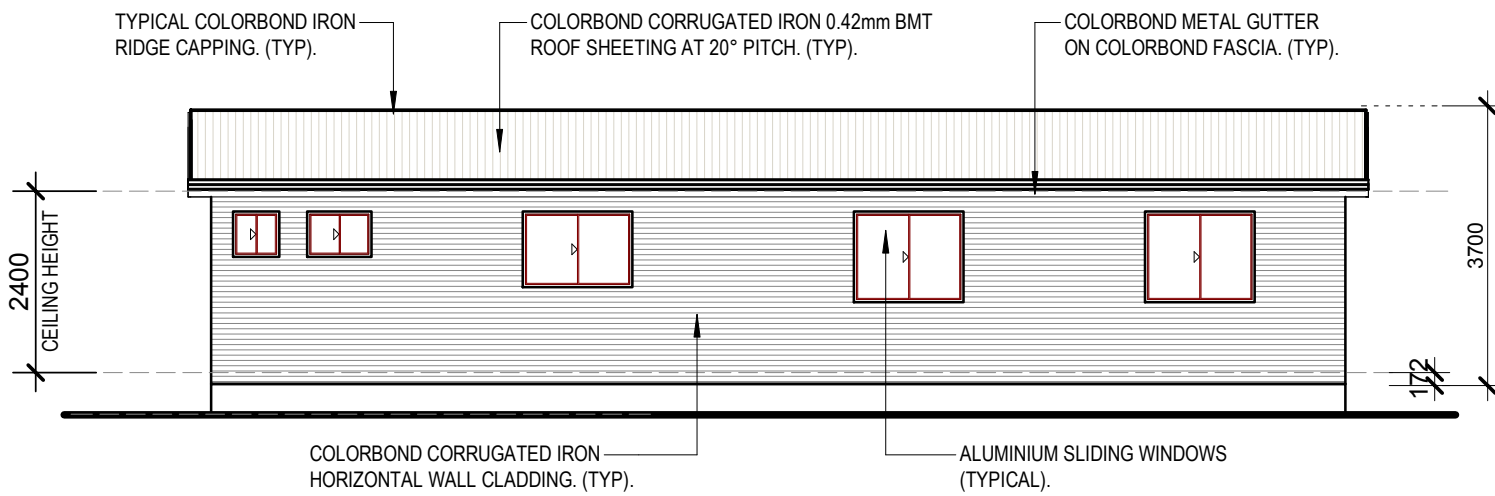 TYPICAL COLORBOND IRON
RIDGE CAPPING. (TYP).
COLORBOND CORRUGATED IRON 0.42mm BMT
ROOF SHEETING AT 20° PITCH. (TYP).
COLORBOND METAL GUTTER
ON COLORBOND FASCIA. (TYP).
2400
CEILING HEIGHT
3700
172
COLORBOND CORRUGATED IRON
HORIZONTAL WALL CLADDING. (TYP).
ALUMINIUM SLIDING WINDOWS
(TYPICAL).